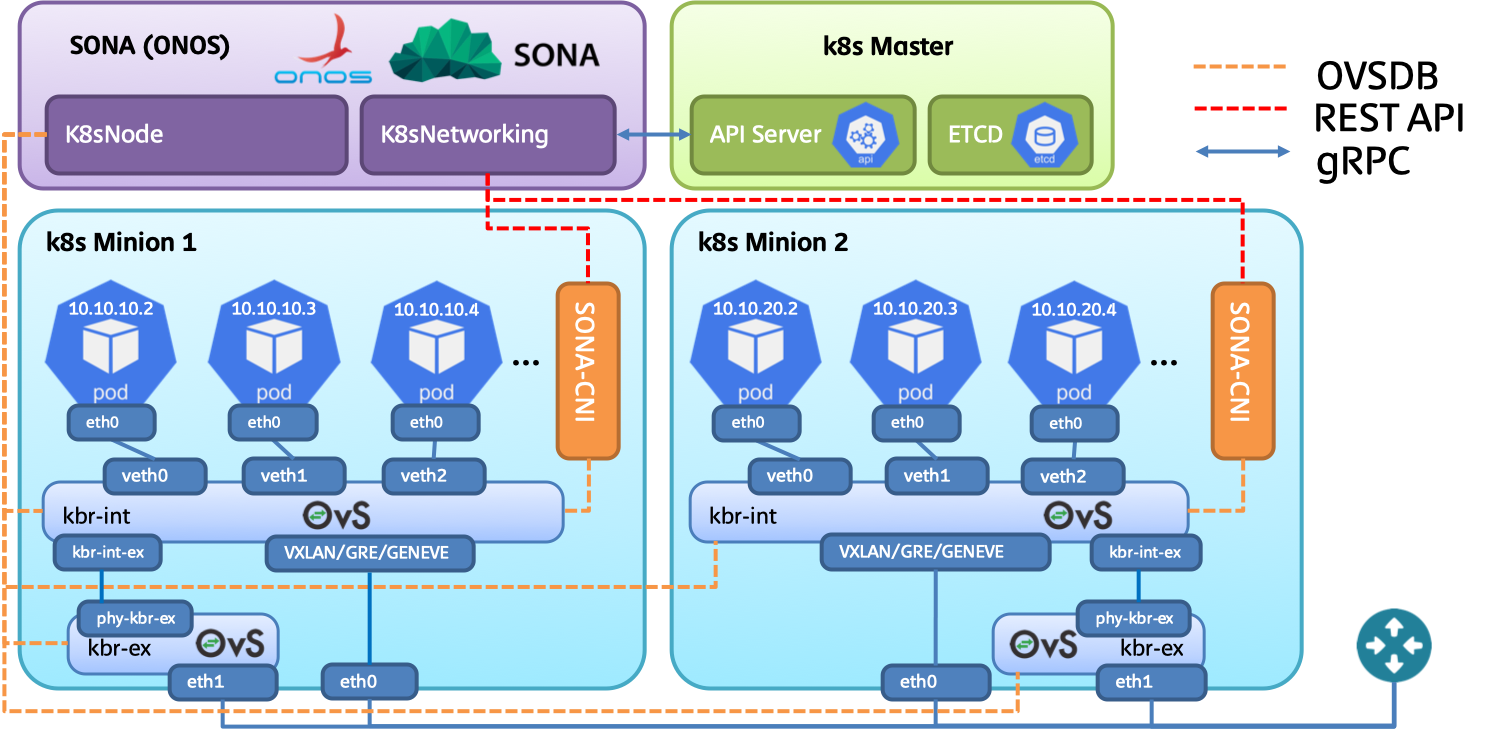 SONA (ONOS)
onos
SONA
k8s Master
K8sNode
K8sNetworking
API Server
api
ETCD
etcd
OVSDB
REST API
gRPC
k8s Minion 1
10.10.10.2
10.10.10.3
10.10.10.4
...
pod
pod
pod
SONA-CNI
eth0
eth0
eth0
veth0
veth1
veth2
kbr-int
OvS
kbr-int-ex
VXLAN/GRE/GENEVE
phy-kbr-ex
kbr-ex
OvS
eth1
eth0
k8s Minion 2
10.10.20.2
10.10.20.3
10.10.20.4
...
pod
pod
pod
SONA-CNI
eth0
eth0
eth0
veth0
veth1
veth2
kbr-int
OvS
VXLAN/GRE/GENEVE
kbr-int-ex
phy-kbr-ex
OvS
kbr-ex
eth0
eth1